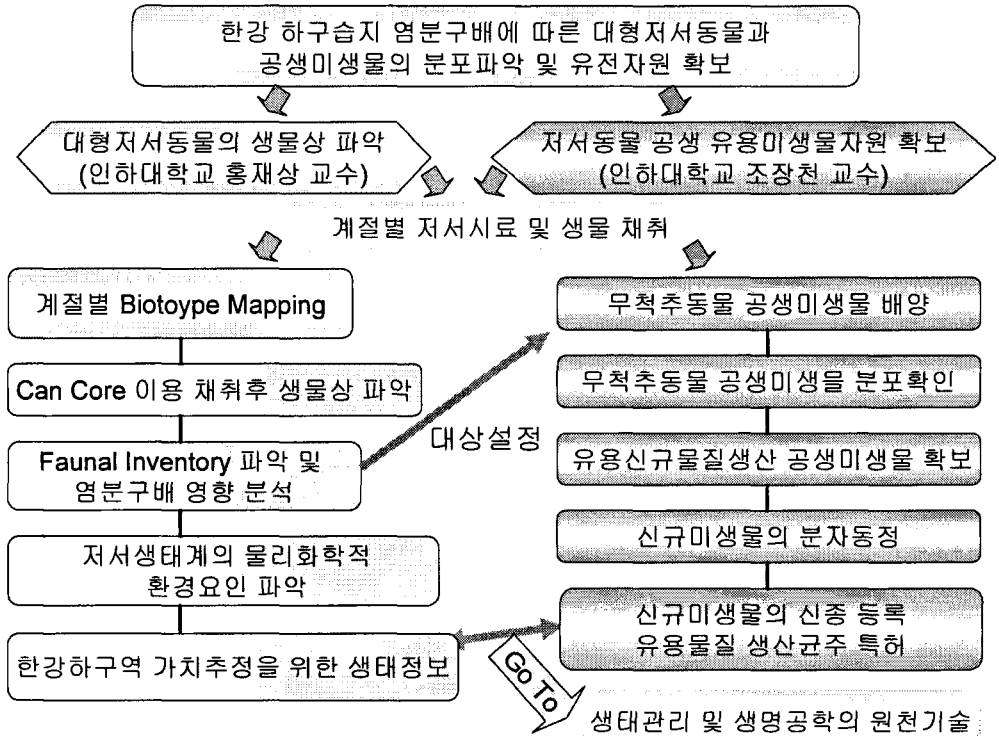 한강 하구습지 염분구배에 따른 대형저서동물과
공생미생물의 분포파악 및 유전자원 확보
대형저서동물의 생물상 파악
(인하대학교 홍재상 교수)
저서동물 공생 유용미생물자원 확보
(인하대학교 조장천 교수)
계절별 저서시료 및 생물 채취
계절별 Biotoype Mapping
Can Core 이용 채취후 생물상 파악
Faunal Inventory 파악 및
염분구배 영향 분석
저서생태계의 물리화학적
환경요인 파악
한강하구역 가치추정을 위한 생태정보
대상설정
무척추동물 공생미생물 배양
무척추동물 공생미생믈 분포확인
유용신규물질생산 공생미생물 확보
신규미생물의 분자동정
신규미생물의 신종 등록
유용물질 생산균주 특허
Go To
생태관리 및 생명공학의 원천기술